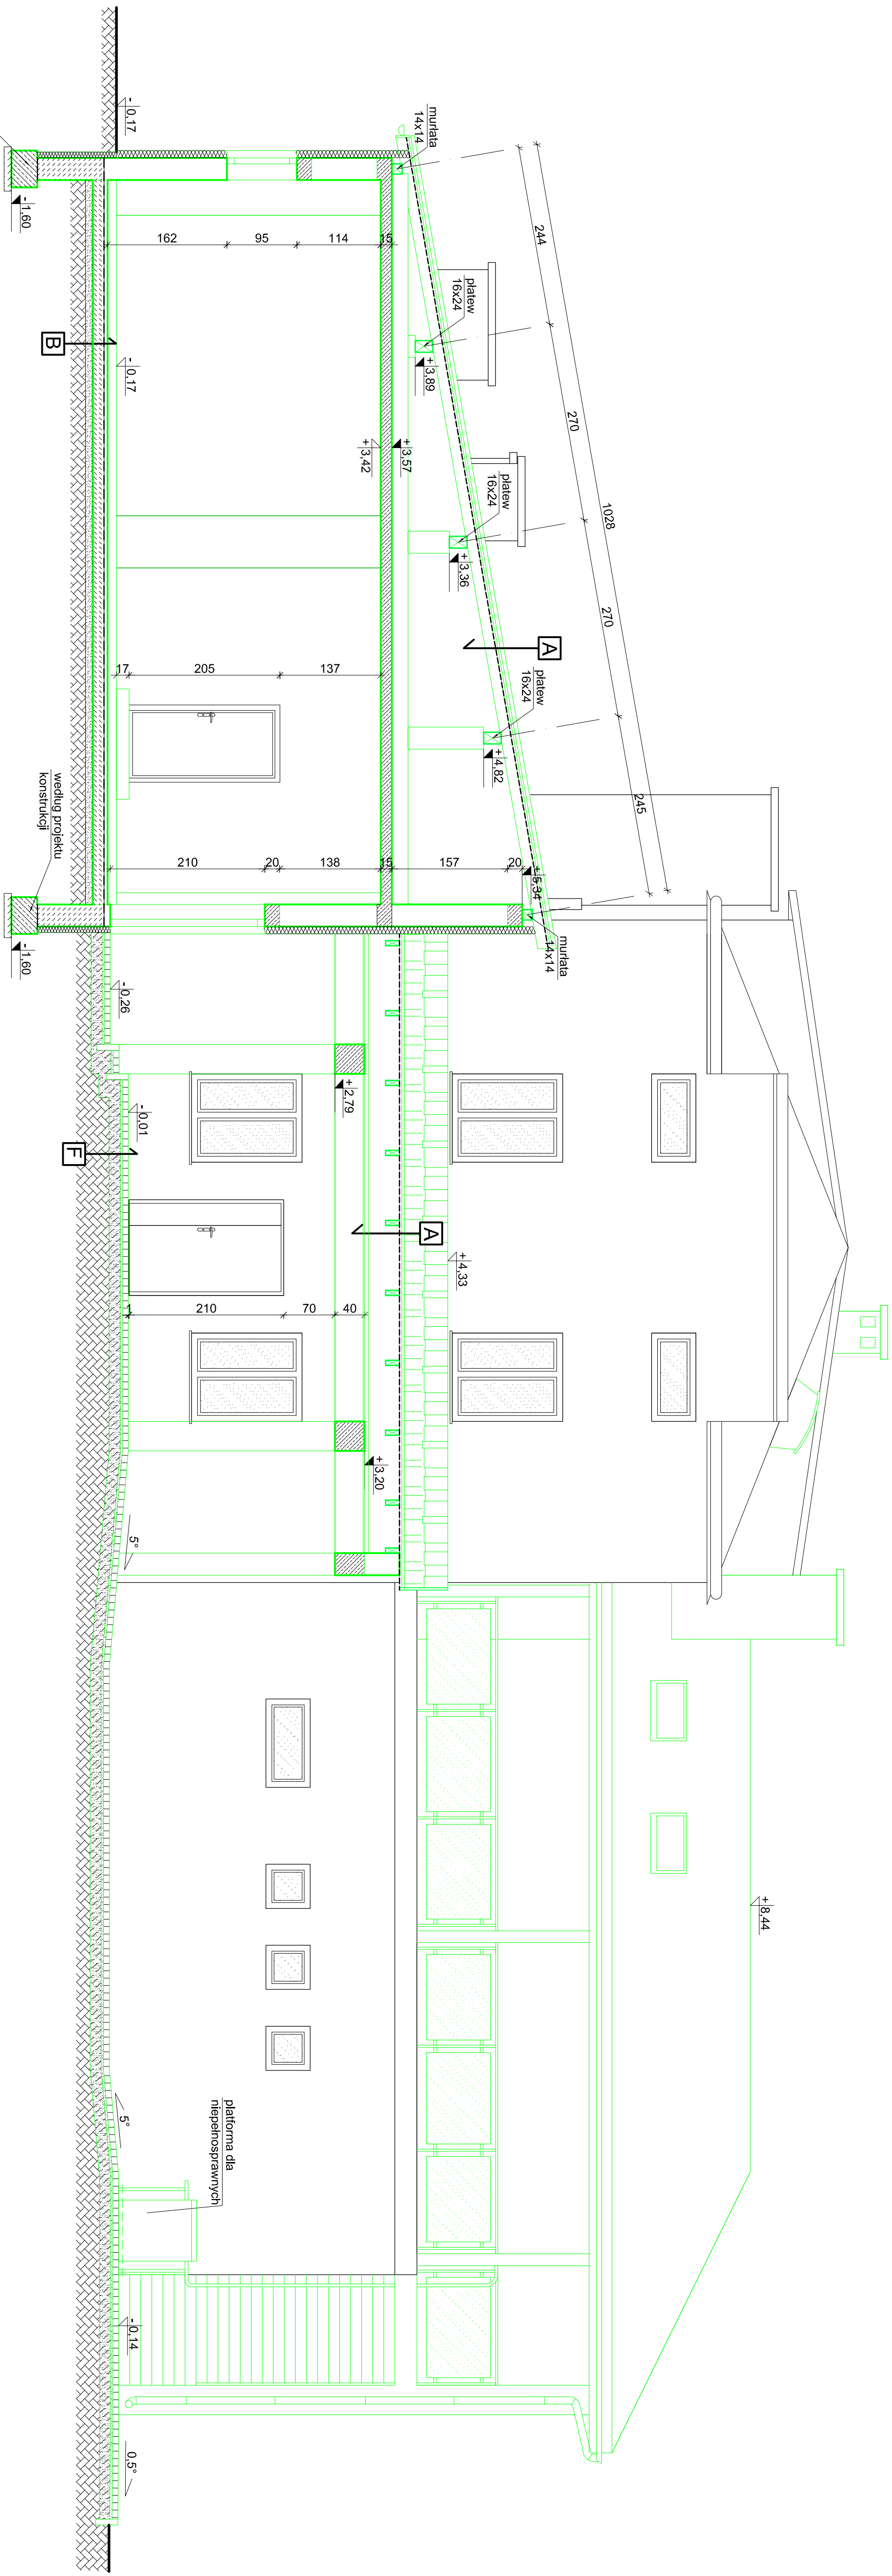 1028
244
270
270
245
murlata
14x14
płatew
16x24
+3,89
płatew
16x24
+3,36
płatew
16x24
+4,82
+5,34
murlata
14x14
A
+3,57
+3,42
15
114
95
162
137
205
17
20
157
15
138
20
210
- 0,17
- 0,17
B
- 1,60
według projektu
konstrukcji
- 1,60
- 0,26
+2,79
- 0,01
F
A
+4,33
40
70
210
1
+3,20
5°
+8,44
platforma dla
niepełnosprawnych
5°
- 0,14
0,5°